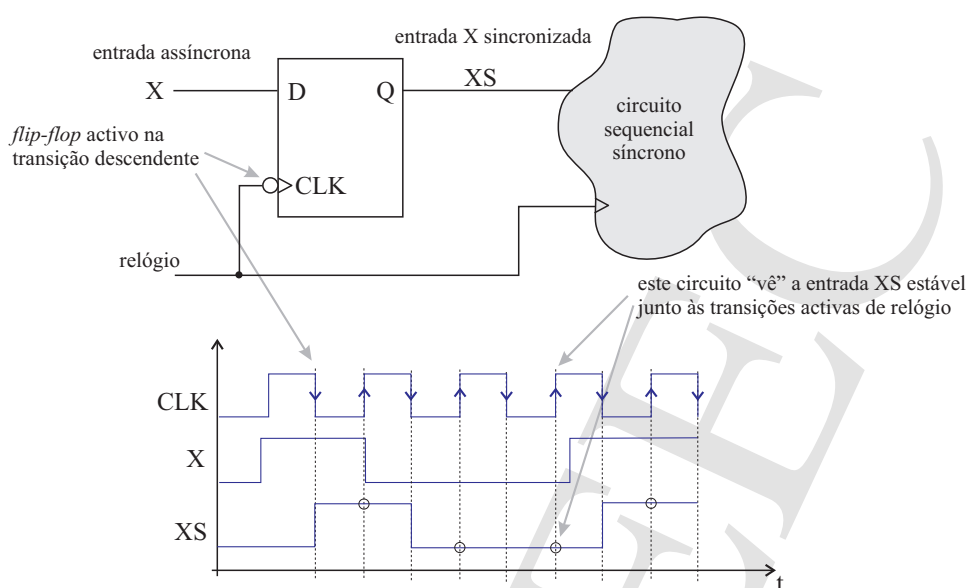 entrada assíncrona
entrada X sincronizada
X
D
Q
XS
circuito
sequencial
síncrono
flip-flop activo na
transição descendente
CLK
relógio
este circuito “vê” a entrada XS estável
junto às transições activas de relógio
CLK
X
XS
t
EEC